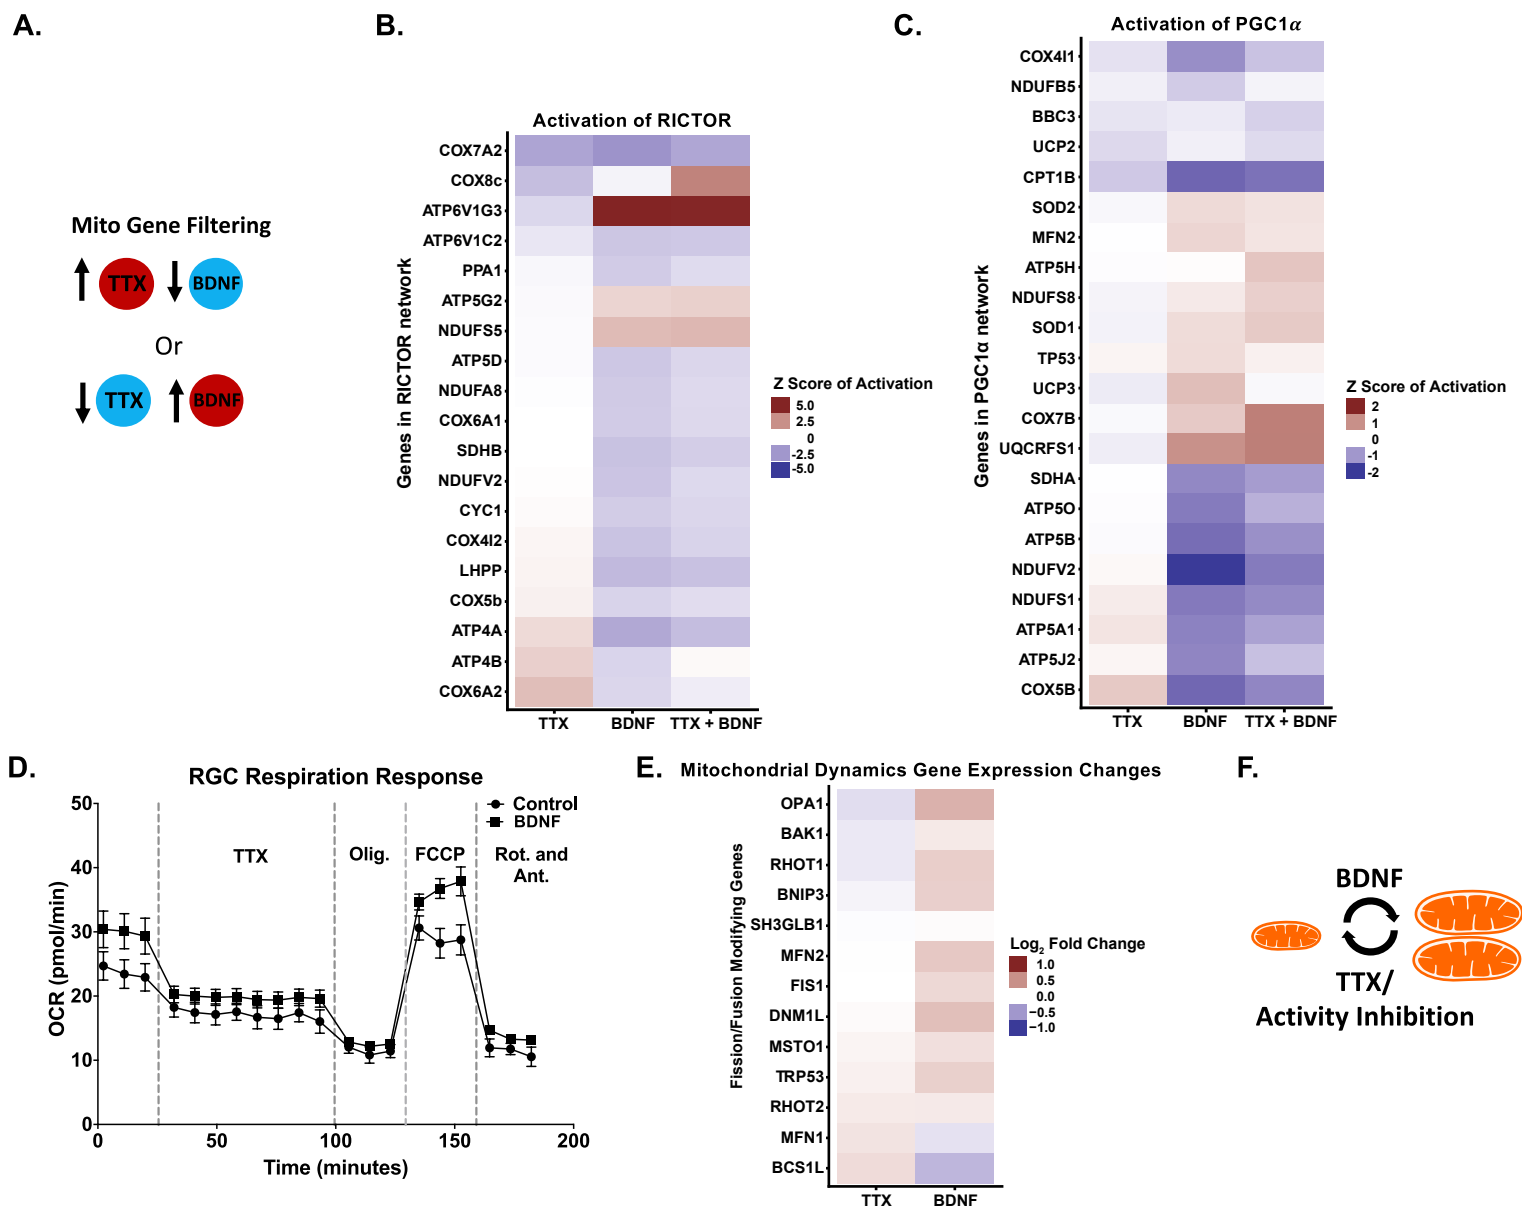 A.
Mito Gene Filtering
TTX
BDNF
Or
TTX
BDNF
B.
Activation of RICTOR
Genes in RICTOR network
COX7A2
COX8c
ATP6V1G3
ATP6V1C2
PPA1
ATP5G2
NDUFS5
ATP5D
NDUFA8
COX6A1
SDHB
NDUFV2
CYC1
COX4I2
LHPP
COX5b
ATP4A
ATP4B
COX6A2
TTX BDNF TTX + BDNF
Z Score of Activation
5.0
2.5
0
-2.5
-5.0
C.
Activation of PGC1α
Genes in PGC1α network
COX4I1
NDUFB5
BBC3
UCP2
CPT1B
SOD2
MFN2
ATP5H
NDUFS8
SOD1
TP53
UCP3
COX7B
UQCRFS1
SDHA
ATP5O
ATP5B
NDUFV2
NDUFS1
ATP5A1
ATP5J2
COX5B
TTX BDNF TTX + BDNF
Z Score of Activation
2
1
0
-1
-2
D.
RGC Respiration Response
Control
BDNF
TTX Olig. FCCP Rot. and
Ant.
OCR (pmol/min)
50
40
30
20
10
0
0 50 100 150 200
Time (minutes)
E.
Mitochondrial Dynamics Gene Expression Changes
Fission/Fusion Modifying Genes
OPA1
BAK1
RHOT1
BNIP3
SH3GLB1
MFN2
FIS1
DNM1L
MSTO1
TRP53
RHOT2
MFN1
BCS1L
TTX BDNF
Log2 Fold Change
1.0
0.5
0.0
−0.5
−1.0
F.
BDNF
TTX/
Activity Inhibition